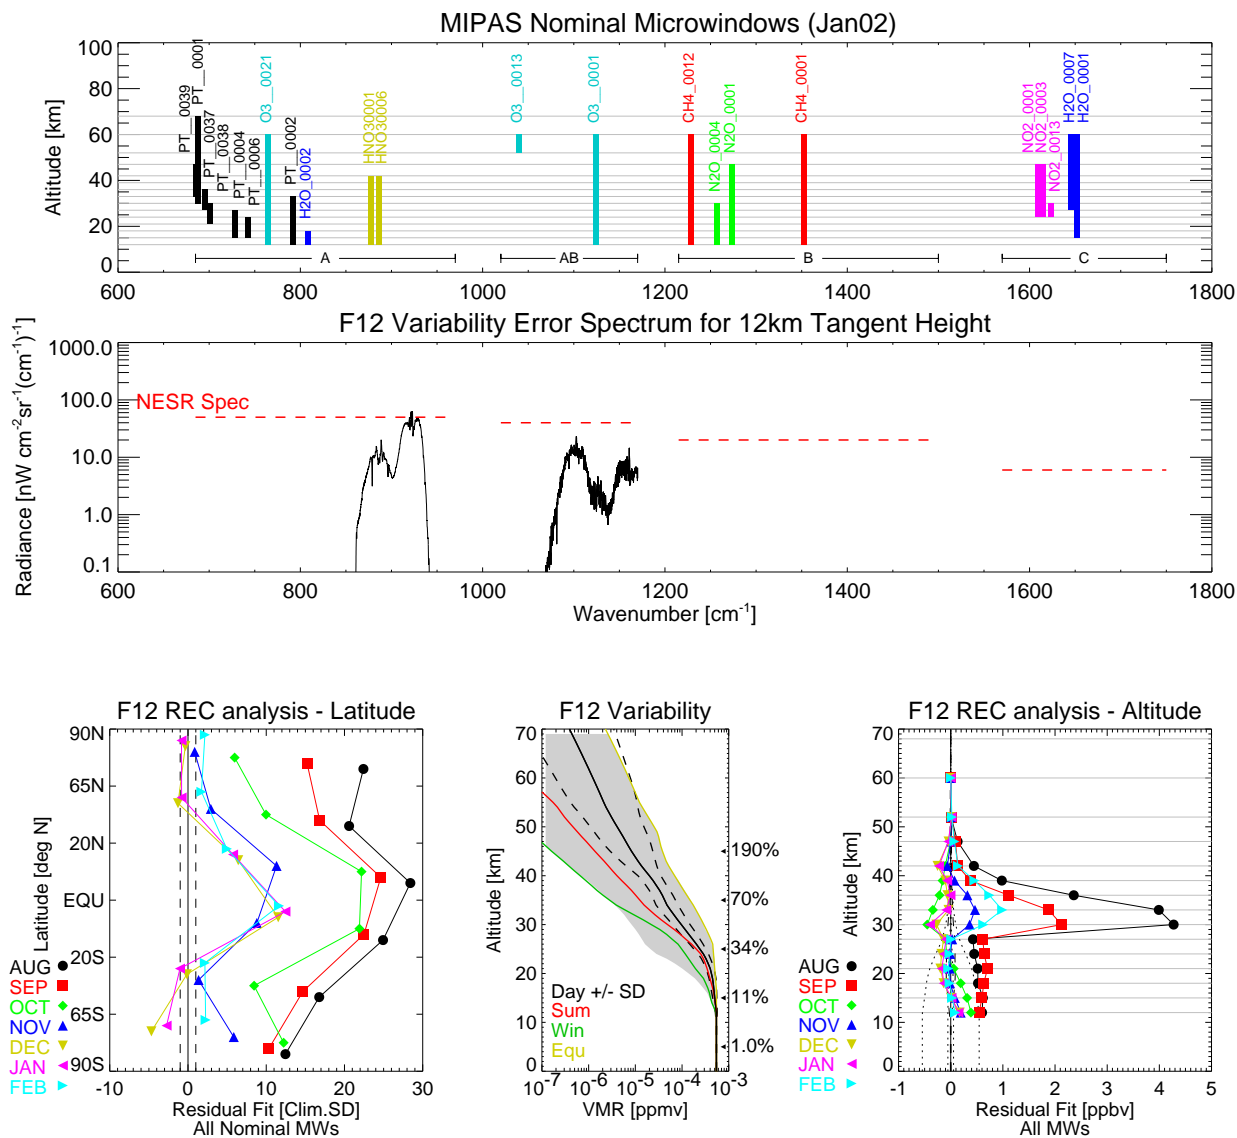 MIPAS Nominal Microwindows (Jan02)
Altitude [km]
100
80
60
40
20
0
PT__0039
PT__0001
PT__0037
PT__0038
PT__0004
PT__0006
O3__0021
PT__0002
H2O_0002
HNO30001
HNO30006
O3__0013
O3__0001
CH4_0012
N2O_0004
N2O_0001
CH4_0001
NO2_0001
NO2_0003
NO2_0013
H2O_0007
H2O_0001
A
AB
B
C
600 800 1000 1200 1400 1600 1800
F12 Variability Error Spectrum for 12km Tangent Height
Radiance [nW cm-2sr-1(cm-1)-1]
1000.0
100.0
10.0
1.0
0.1
NESR Spec
600 800 1000 1200 1400 1600 1800
Wavenumber [cm-1]
F12 REC analysis - Latitude
Latitude [deg N]
90N
65N
20N
EQU
20S
65S
90S
AUG
SEP
OCT
NOV
DEC
JAN
FEB
-10 0 10 20 30
Residual Fit [Clim.SD]
All Nominal MWs
F12 Variability
Altitude [km]
70
60
50
40
30
20
10
0
190%
70%
34%
11%
1.0%
Day +/- SD
Sum
Win
Equ
10-7 10-6 10-5 10-4 10-3
VMR [ppmv]
F12 REC analysis - Altitude
Altitude [km]
70
60
50
40
30
20
10
0
AUG
SEP
OCT
NOV
DEC
JAN
FEB
-1 0 1 2 3 4 5
Residual Fit [ppbv]
All MWs